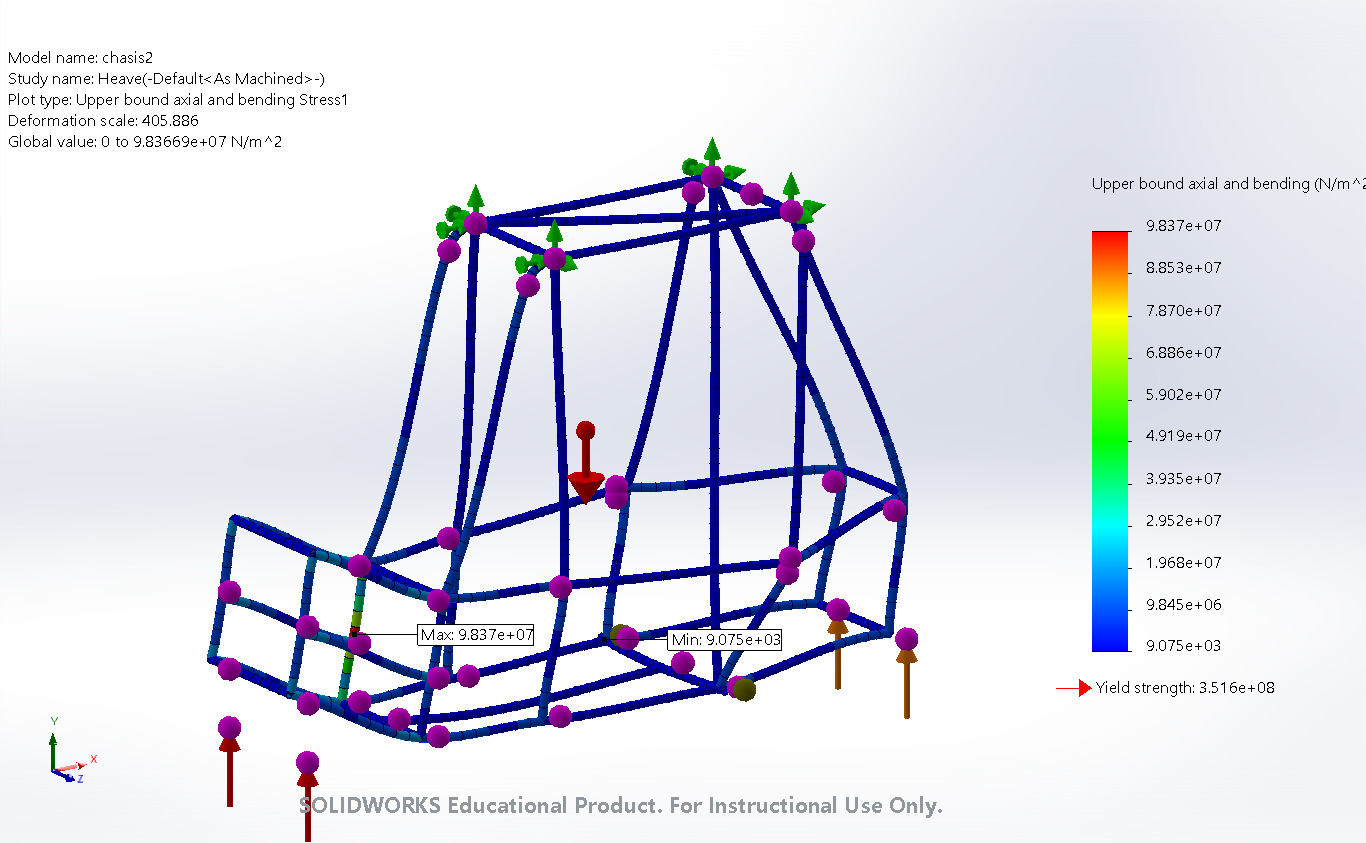 Model name: chasis2
Study name: Heave(-Default<As Machined>-)
Plot type: Upper bound axial and bending Stress1
Deformation scale: 405.886
Global value: 0 to 9.83669e+07 N/m^2
Upper bound axial and bending (N/m^2
9.837e+07
8.853e+07
7.870e+07
6.886e+07
5.902e+07
4.919e+07
3.935e+07
2.952e+07
1.968e+07
9.845e+06
9.075e+03
Yield strength: 3.516e+08
Max: 9.837e+07
Min: 9.075e+03
Y
X
Z
SOLIDWORKS Educational Product. For Instructional Use Only.